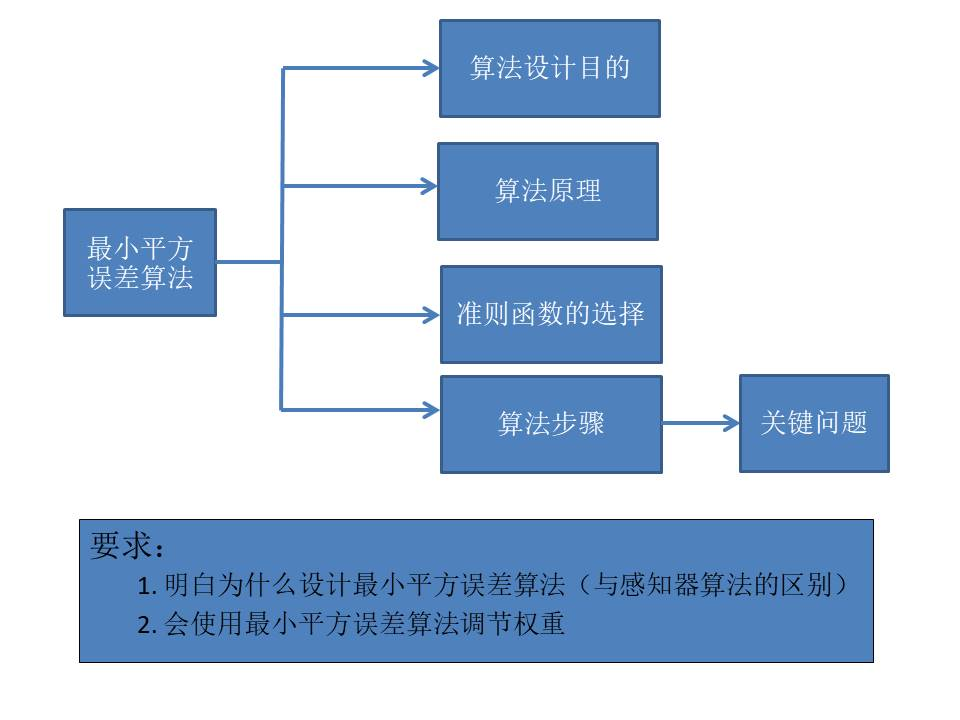 算法设计目的
算法原理
最小平方
误差算法
准则函数的选择
算法步骤
关键问题
要求：
1. 明白为什么设计最小平方误差算法（与感知器算法的区别）
2. 会使用最小平方误差算法调节权重